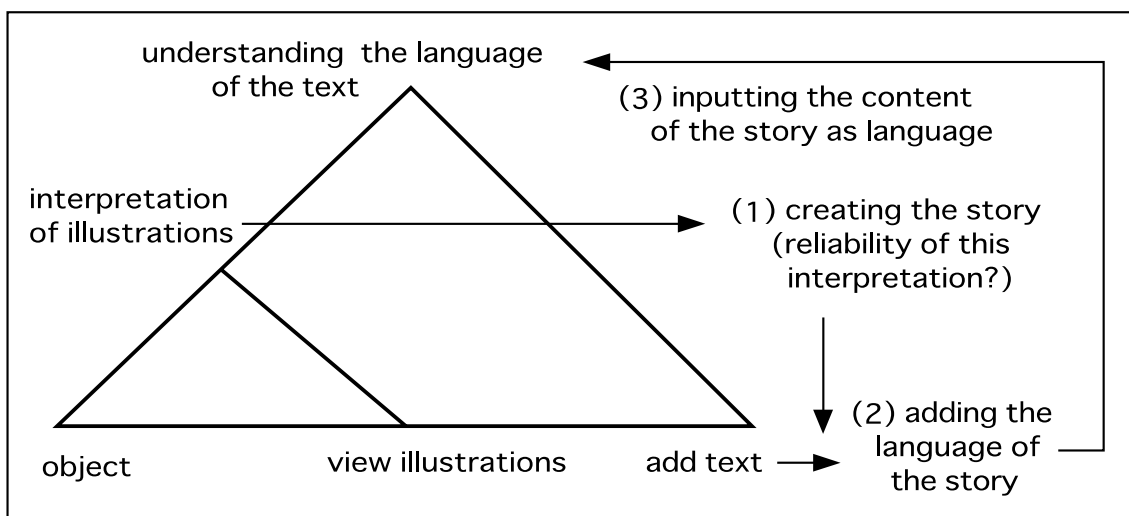 understanding the language
of the text
(3) inputting the content
of the story as language
interpretation
of illustrations
(1) creating the story
(reliability of this
interpretation?)
(2) adding the
language of
the story
object
view illustrations
add text